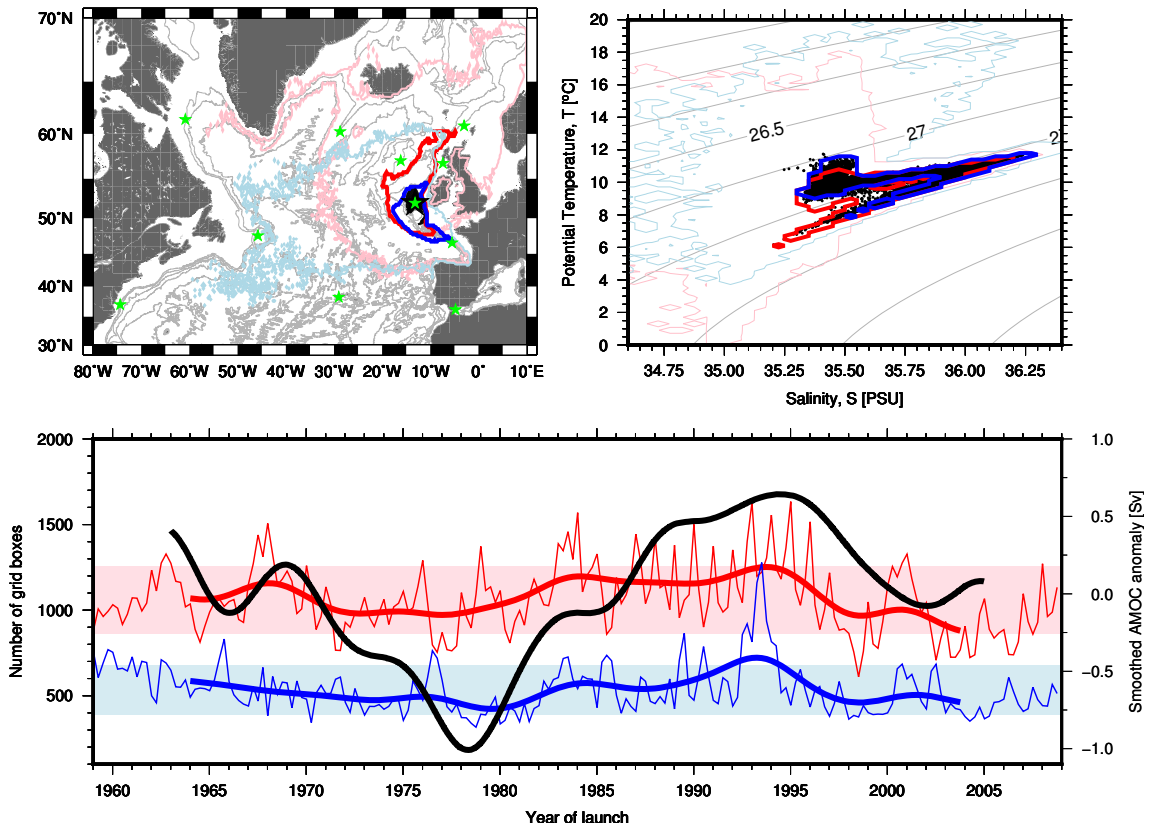 70˚N
60˚N
50˚N
40˚N
30˚N
80˚W 70˚W 60˚W 50˚W 40˚W 30˚W 20˚W 10˚W 0˚ 10˚E
Potential Temperature, T [ºC]
20
18
16
14
12
10
8
6
4
2
0
26.5
27
34.75 35.00 35.25 35.50 35.75 36.00 36.25
Salinity, S [PSU]
Number of grid boxes
2000
1500
1000
500
1.0
0.5
0.0
−0.5
−1.0
Smoothed AMOC anomaly [Sv]
1960 1965 1970 1975 1980 1985 1990 1995 2000 2005
Year of launch